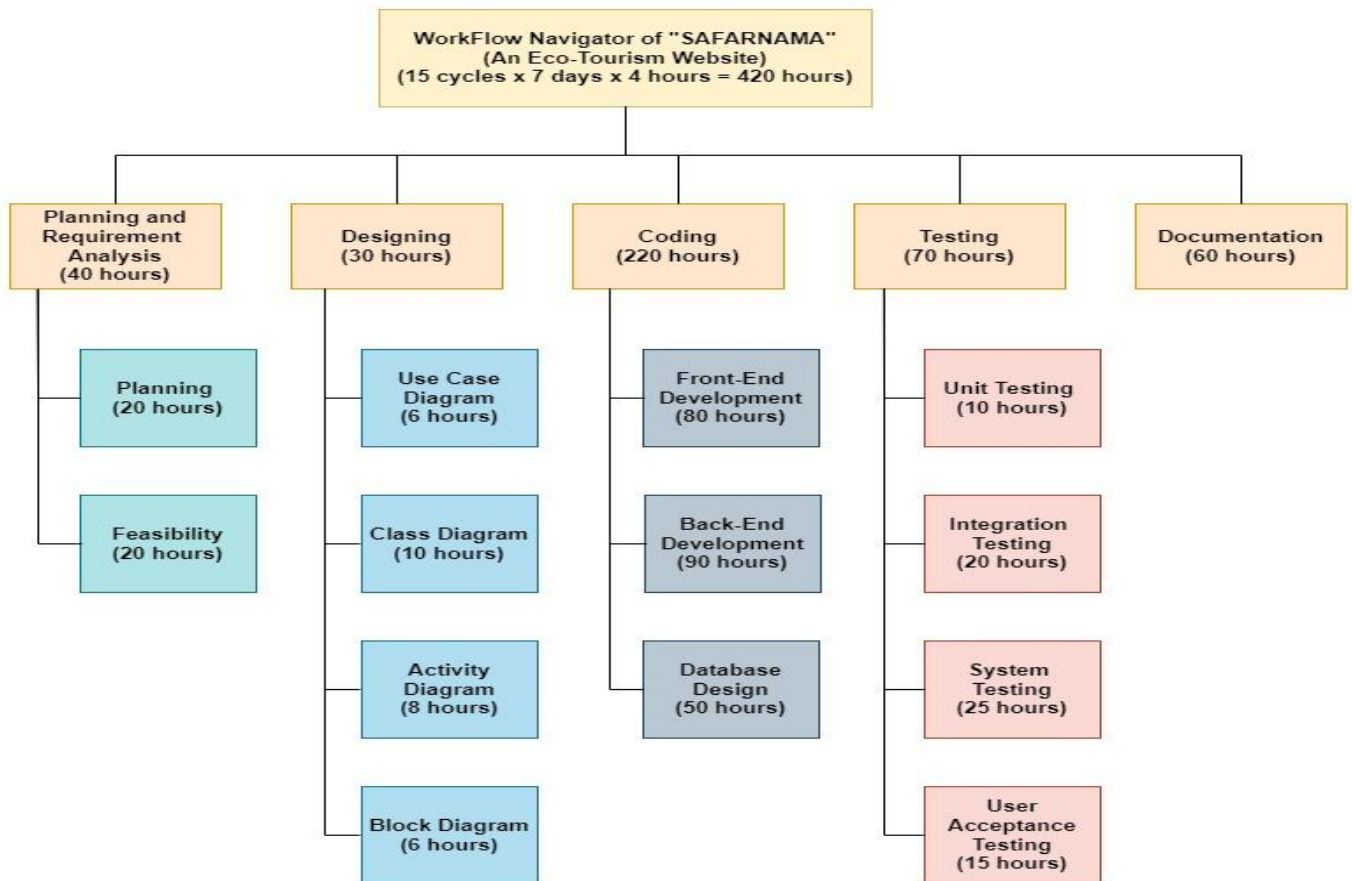 WorkFlow Navigator of "SAFARNAMA"
(An Eco-Tourism Website)
(15 cycles x 7 days x 4 hours = 420 hours)
Planning and
Requirement
Analysis
(40 hours)
Designing
(30 hours)
Coding
(220 hours)
Testing
(70 hours)
Documentation
(60 hours)
Planning
(20 hours)
Feasibility
(20 hours)
Use Case
Diagram
(6 hours)
Class Diagram
(10 hours)
Activity
Diagram
(8 hours)
Block Diagram
(6 hours)
Front-End
Development
(80 hours)
Back-End
Development
(90 hours)
Database
Design
(50 hours)
Unit Testing
(10 hours)
Integration
Testing
(20 hours)
System
Testing
(25 hours)
User
Acceptance
Testing
(15 hours)